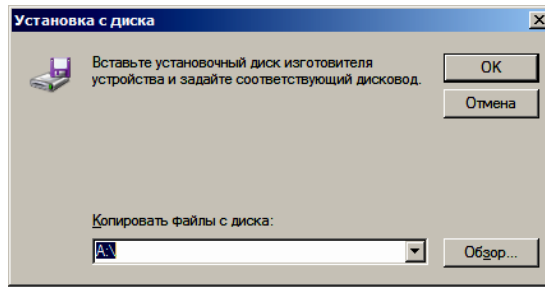 Установка с диска
Вставьте установочный диск изготовителя
устройства и задайте соответствующий дисковод.
OK
Отмена
Копировать файлы с диска:
A:\
Обзор...